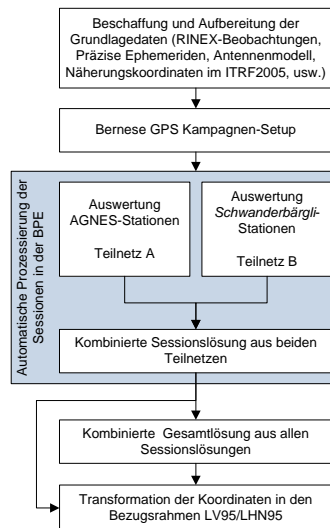 Beschaffung und Aufbereitung der
Grundlagedaten (RINEX-Beobachtungen,
Präzise Ephemeriden, Antennenmodell,
Näherungskoordinaten im ITRF2005, usw.)
Bernese GPS Kampagnen-Setup
Automatische Prozessierung der
Sessionen in der BPE
Auswertung
AGNES-Stationen
Teilnetz A
Auswertung
Schwanderbärgli-
Stationen
Teilnetz B
Kombinierte Sessionslösung aus beiden
Teilnetzen
Kombinierte Gesamtlösung aus allen
Sessionslösungen
Transformation der Koordinaten in den
Bezugsrahmen LV95/LHN95